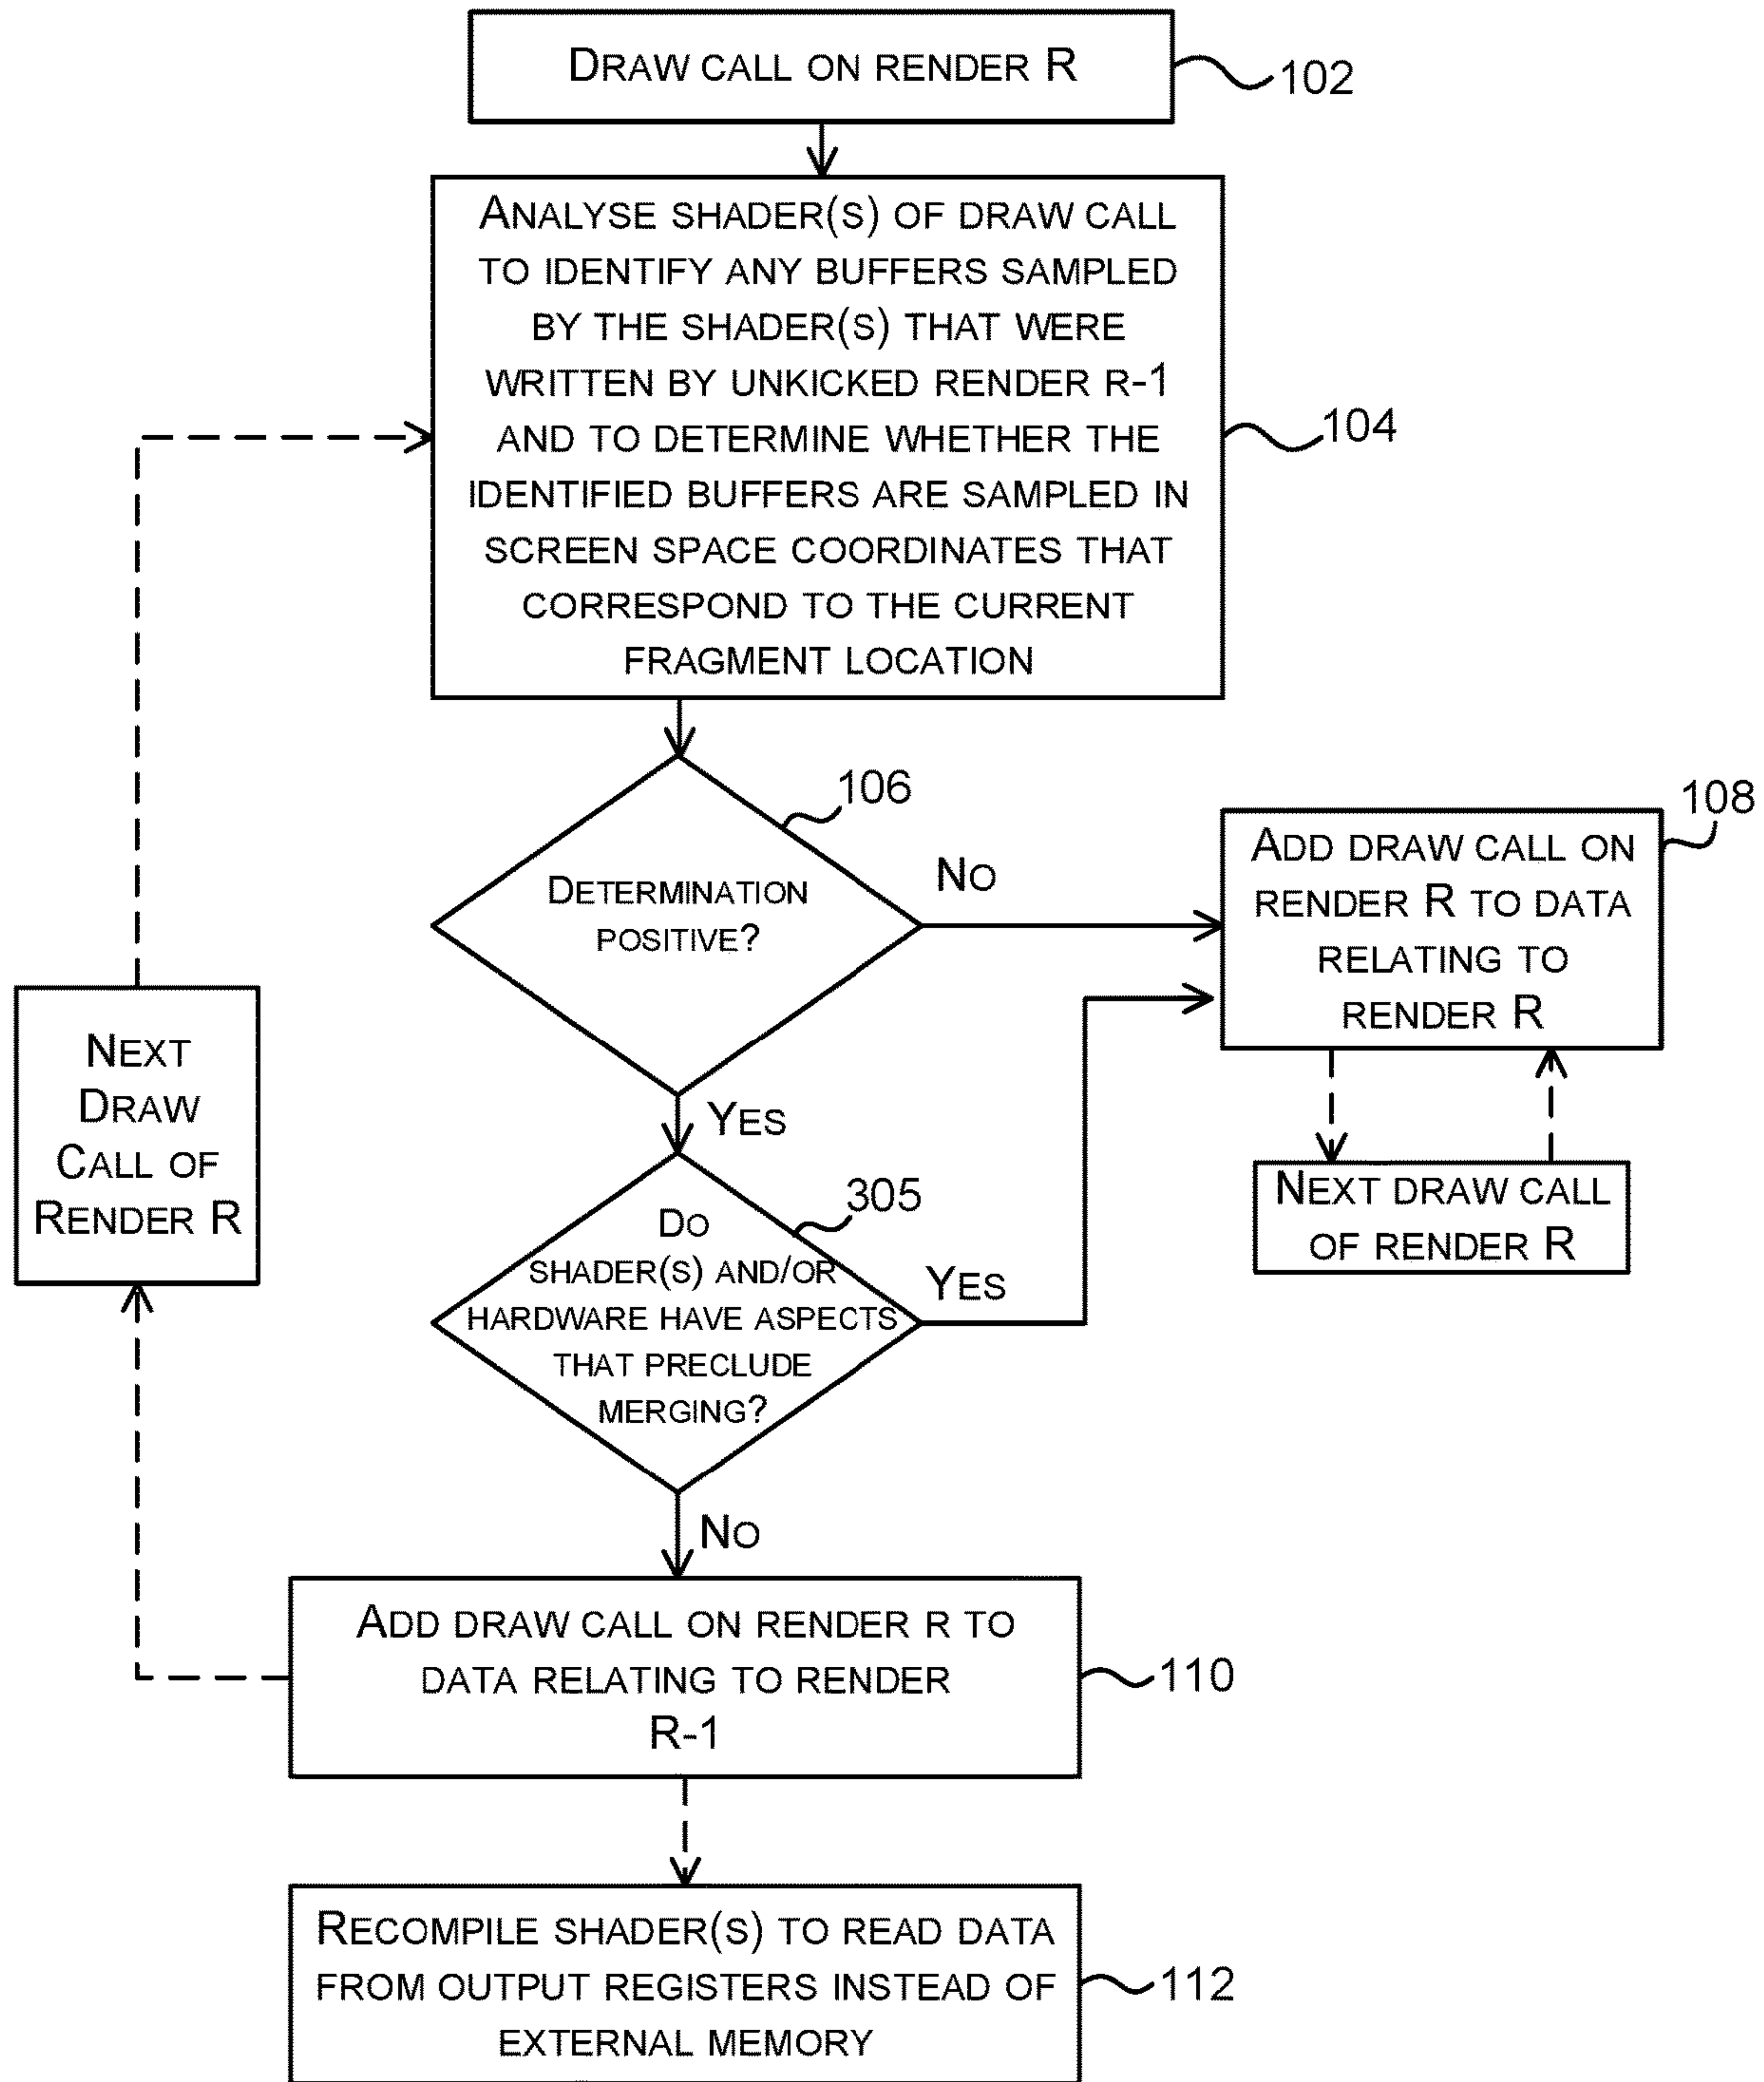 DRAW CALL ON RENDER R
102
ANALYSE SHADER(S) OF DRAW CALL
TO IDENTIFY ANY BUFFERS SAMPLED
BY THE SHADER(S) THAT WERE
WRITTEN BY UNKICKED RENDER R-1
AND TO DETERMINE WHETHER THE
IDENTIFIED BUFFERS ARE SAMPLED IN
SCREEN SPACE COORDINATES THAT
CORRESPOND TO THE CURRENT
FRAGMENT LOCATION
104
106
DETERMINATION
POSITIVE?
NO
108
ADD DRAW CALL ON
RENDER R TO DATA
RELATING TO
RENDER R
NEXT DRAW CALL
OF RENDER R
YES
305
DO
SHADER(S) AND/OR
HARDWARE HAVE ASPECTS
THAT PRECLUDE
MERGING?
YES
NEXT
DRAW
CALL OF
RENDER R
NO
ADD DRAW CALL ON RENDER R TO
DATA RELATING TO RENDER
R-1
110
RECOMPILE SHADER(S) TO READ DATA
FROM OUTPUT REGISTERS INSTEAD OF
EXTERNAL MEMORY
112